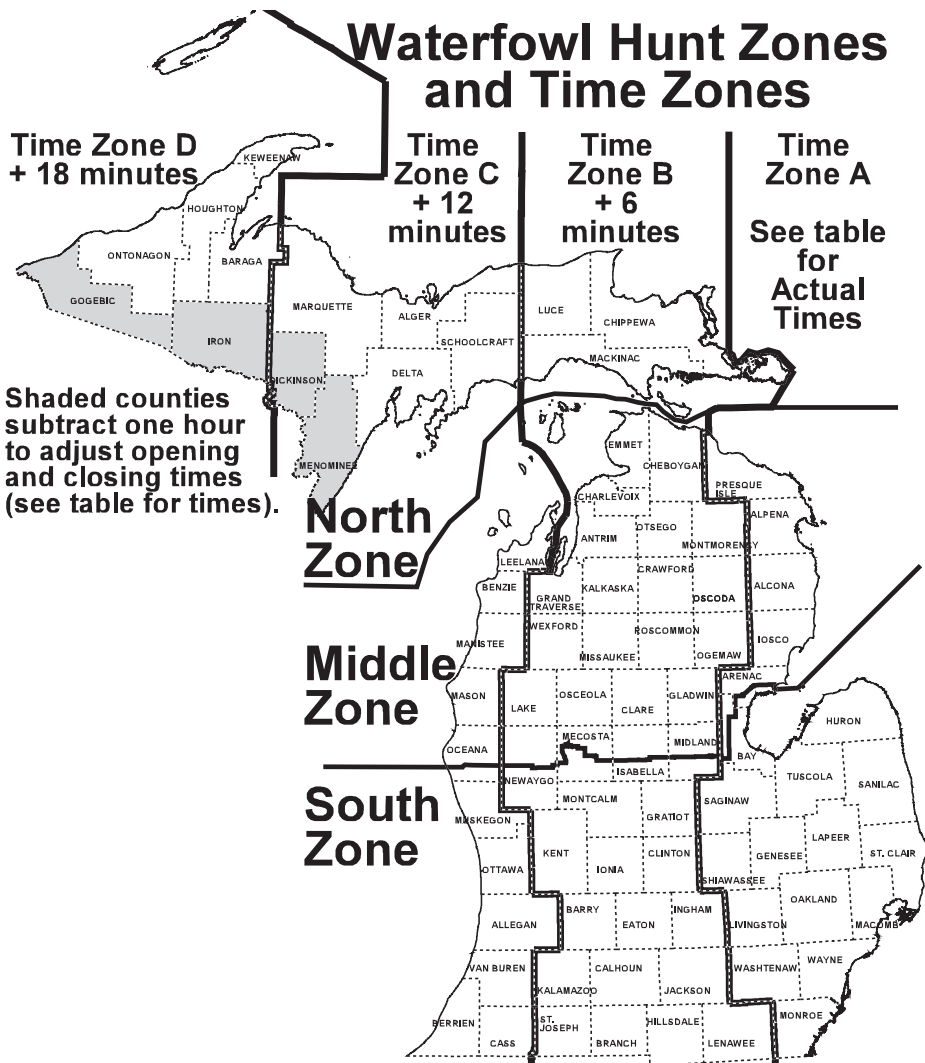 Waterfowl Hunt Zones
and Time Zones
Time Zone D
+ 18 minutes
Time
Zone C
+ 12
minutes
Time
Zone B
+ 6
minutes
Time
Zone A
See table
for
Actual
Times
KEWEENAW
HOUGHTON
ONTONAGON
BARAGA
GOGEBIC
IRON
MARQUETTE
DICKINSON
MENOMINEE
ALGER
SCHOOLCRAFT
DELTA
LUCE
CHIPPEWA
MACKINAC
Shaded counties
subtract one hour
to adjust opening
and closing times
(see table for times).
North
Zone
EMMET
CHEBOYGAN
PRESQUE
ISLE
CHARLEVOIX
ANTRIM
OTSEGO
MONTMORENCY
ALPENA
LEELANA
BENZIE
GRAND
TRAVERSE
KALKASKA
CRAWFORD
OSCODA
ALCONA
MANISTEE
WEXFORD
MISSAUKEE
ROSCOMMON
OGEMAW
IOSCO
Middle
Zone
ARENAC
MASON
LAKE
OSCEOLA
CLARE
GLADWIN
OCEANA
MECOSTA
MIDLAND
BAY
HURON
NEWAYGO
ISABELLA
TUSCOLA
SANILAC
South
Zone
MUSKEGON
MONTCALM
GRATIOT
SAGINAW
LAPEER
OTTAWA
KENT
IONIA
CLINTON
SHIAWASSEE
GENESEE
ST. CLAIR
ALLEGAN
BARRY
EATON
INGHAM
LIVINGSTON
OAKLAND
MACOMB
VAN BUREN
KALAMAZOO
CALHOUN
JACKSON
WASHTENAW
WAYNE
BERRIEN
CASS
ST.
JOSEPH
BRANCH
HILLSDALE
LENAWEE
MONROE